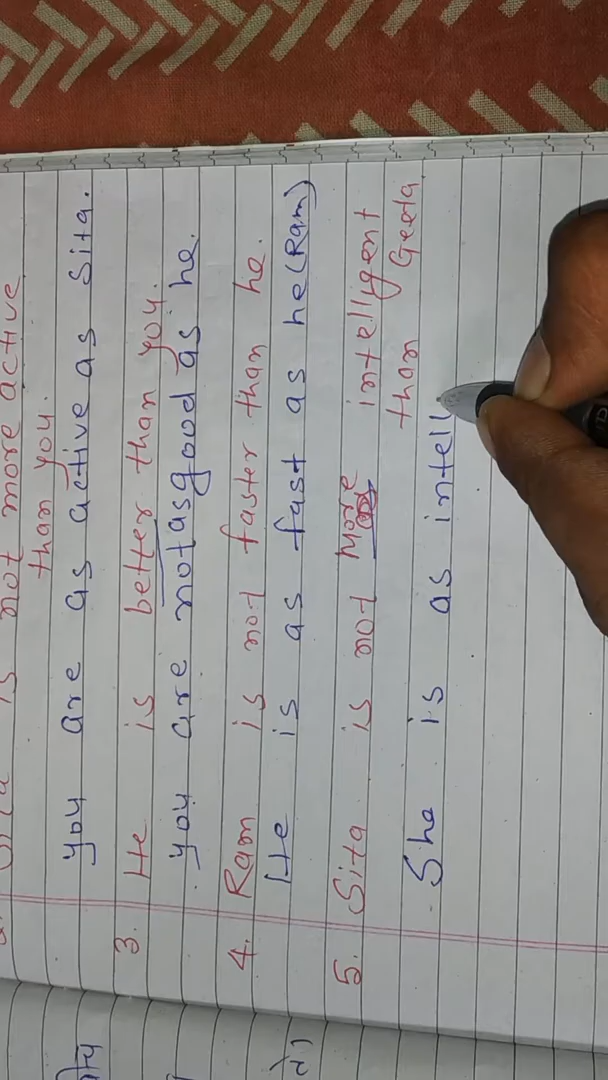 is not more active
than you.
you are as active as Sita.
3. He is better than you.
you are not as good as he.
4. Ram is not faster than he.
He is as fast as he (Ram)
5. Sita is not more intelligent
than Geeta
She is as intell